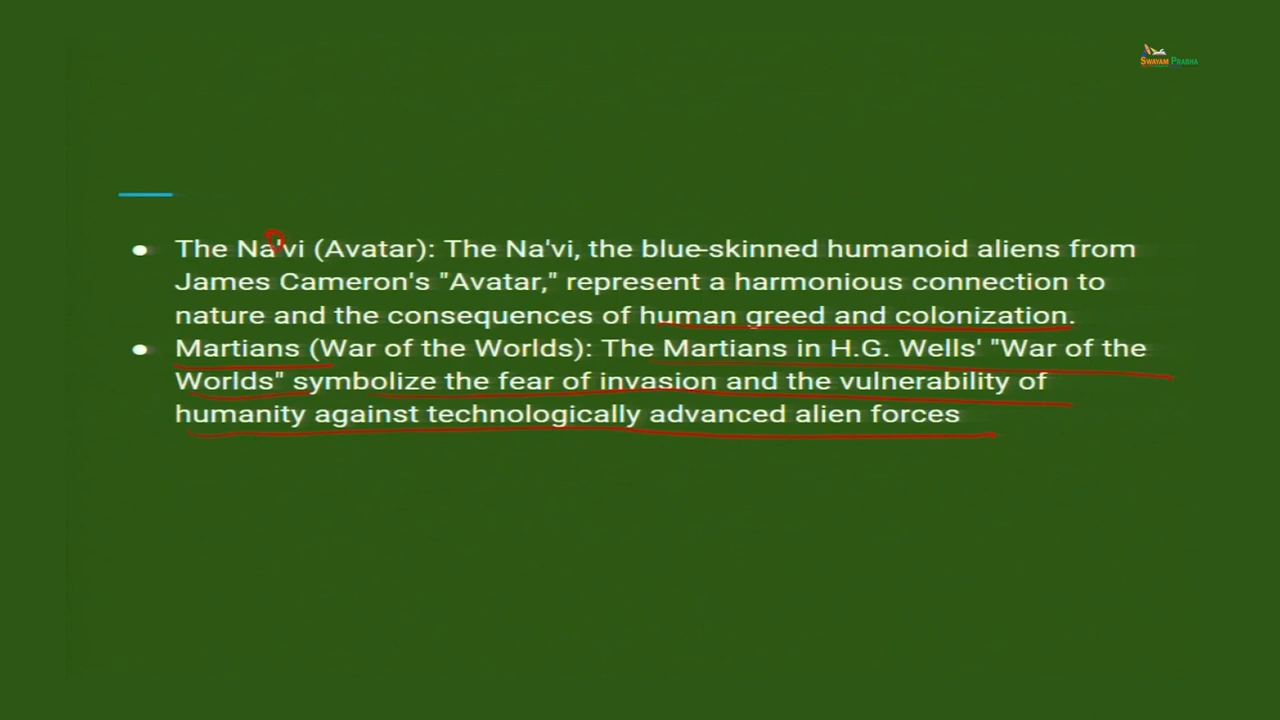 SWAYAM PRABHA
The Na'vi (Avatar): The Na'vi, the blue-skinned humanoid aliens from
James Cameron's "Avatar," represent a harmonious connection to
nature and the consequences of human greed and colonization.
Martians (War of the Worlds): The Martians in H.G. Wells' "War of the
Worlds" symbolize the fear of invasion and the vulnerability of
humanity against technologically advanced alien forces